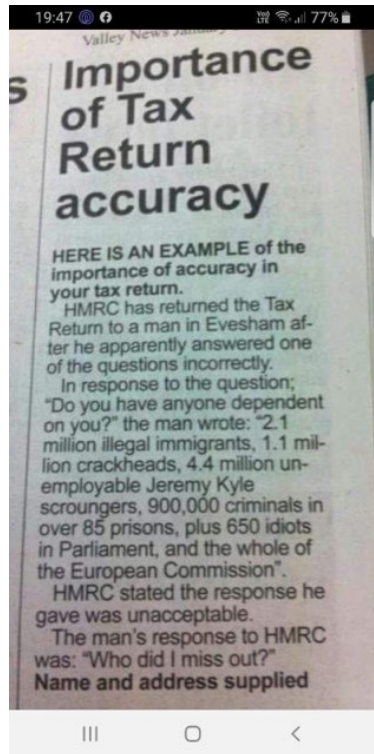 19:47 77%
Valley News January
s
Importance
of Tax
Return
accuracy
HERE IS AN EXAMPLE of the
importance of accuracy in
your tax return.
HMRC has returned the Tax
Return to a man in Evesham af-
ter he apparently answered one
of the questions incorrectly.
In response to the question;
"Do you have anyone dependent
on you?" the man wrote: "2.1
million illegal immigrants, 1.1 mil-
lion crackheads, 4.4 million un-
employable Jeremy Kyle
scroungers, 900,000 criminals in
over 85 prisons, plus 650 idiots
in Parliament, and the whole of
the European Commission".
HMRC stated the response he
gave was unacceptable.
The man's response to HMRC
was: "Who did I miss out?"
Name and address supplied